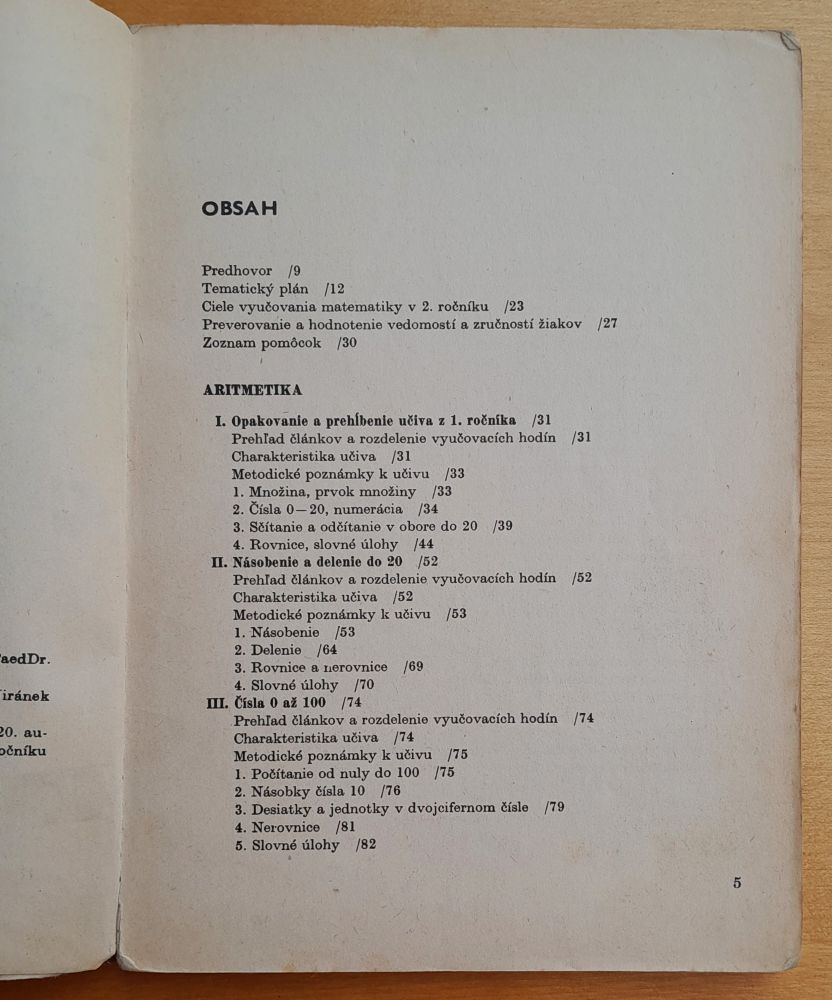 aedDr.
iránek
20. au-
očníku
OBSAH
Predhovor /9
Tematický plán /12
Ciele vyučovania matematiky v 2. ročníku /23
Preverovanie a hodnotenie vedomostí a zručností žiakov /27
Zoznam pomôcok /30
ARITMETIKA
I. Opakovanie a prehĺbenie učiva z 1. ročníka /31
Prehľad článkov a rozdelenie vyučovacích hodín /31
Charakteristika učiva /31
Metodické poznámky k učivu /33
1. Množina, prvok množiny /33
2. Čísla 0—20, numerácia /34
3. Sčítanie a odčítanie v obore do 20 /39
4. Rovnice, slovné úlohy /44
II. Násobenie a delenie do 20 /52
Prehľad článkov a rozdelenie vyučovacích hodín /52
Charakteristika učiva /52
Metodické poznámky k učivu /53
1. Násobenie /53
2. Delenie /64
3. Rovnice a nerovnice /69
4. Slovné úlohy /70
III. Čísla 0 až 100 /74
Prehľad článkov a rozdelenie vyučovacích hodín /74
Charakteristika učiva /74
Metodické poznámky k učivu /75
1. Počítanie od nuly do 100 /75
2. Násobky čísla 10 /76
3. Desiatky a jednotky v dvojcifernom čísle /79
4. Nerovnice /81
5. Slovné úlohy /82
5